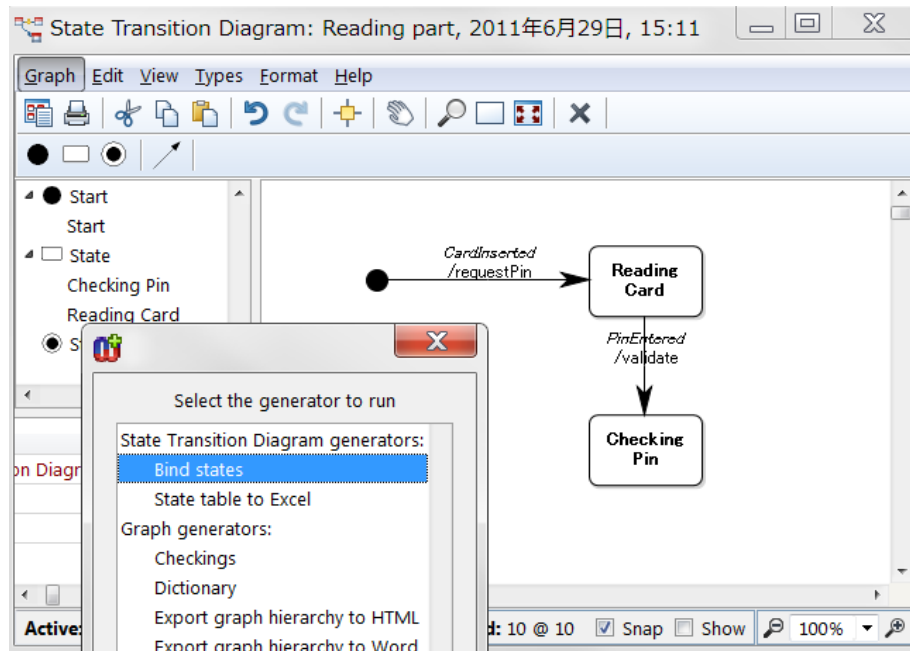 State Transition Diagram: Reading part, 2011年6月29日, 15:11
Graph Edit View Types Format Help
Start
Start
State
Checking Pin
Reading Card
CardInserted
/requestPin
Reading
Card
PinEntered
/validate
Checking
Pin
Select the generator to run
State Transition Diagram generators:
Bind states
State table to Excel
Graph generators:
Checkings
Dictionary
Export graph hierarchy to HTML
Export graph hierarchy to Word
on Diagr
Active:
d: 10 @ 10 Snap Show 100%